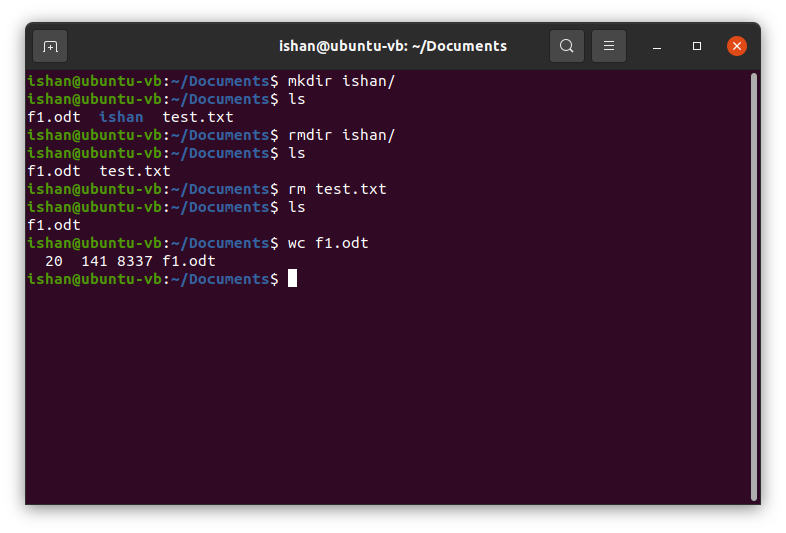 ishan@ubuntu-vb: ~/Documents
ishan@ubuntu-vb:~/Documents$ mkdir ishan/
ishan@ubuntu-vb:~/Documents$ ls
f1.odt  ishan  test.txt
ishan@ubuntu-vb:~/Documents$ rmdir ishan/
ishan@ubuntu-vb:~/Documents$ ls
f1.odt  test.txt
ishan@ubuntu-vb:~/Documents$ rm test.txt
ishan@ubuntu-vb:~/Documents$ ls
f1.odt
ishan@ubuntu-vb:~/Documents$ wc f1.odt
  20  141 8337 f1.odt
ishan@ubuntu-vb:~/Documents$